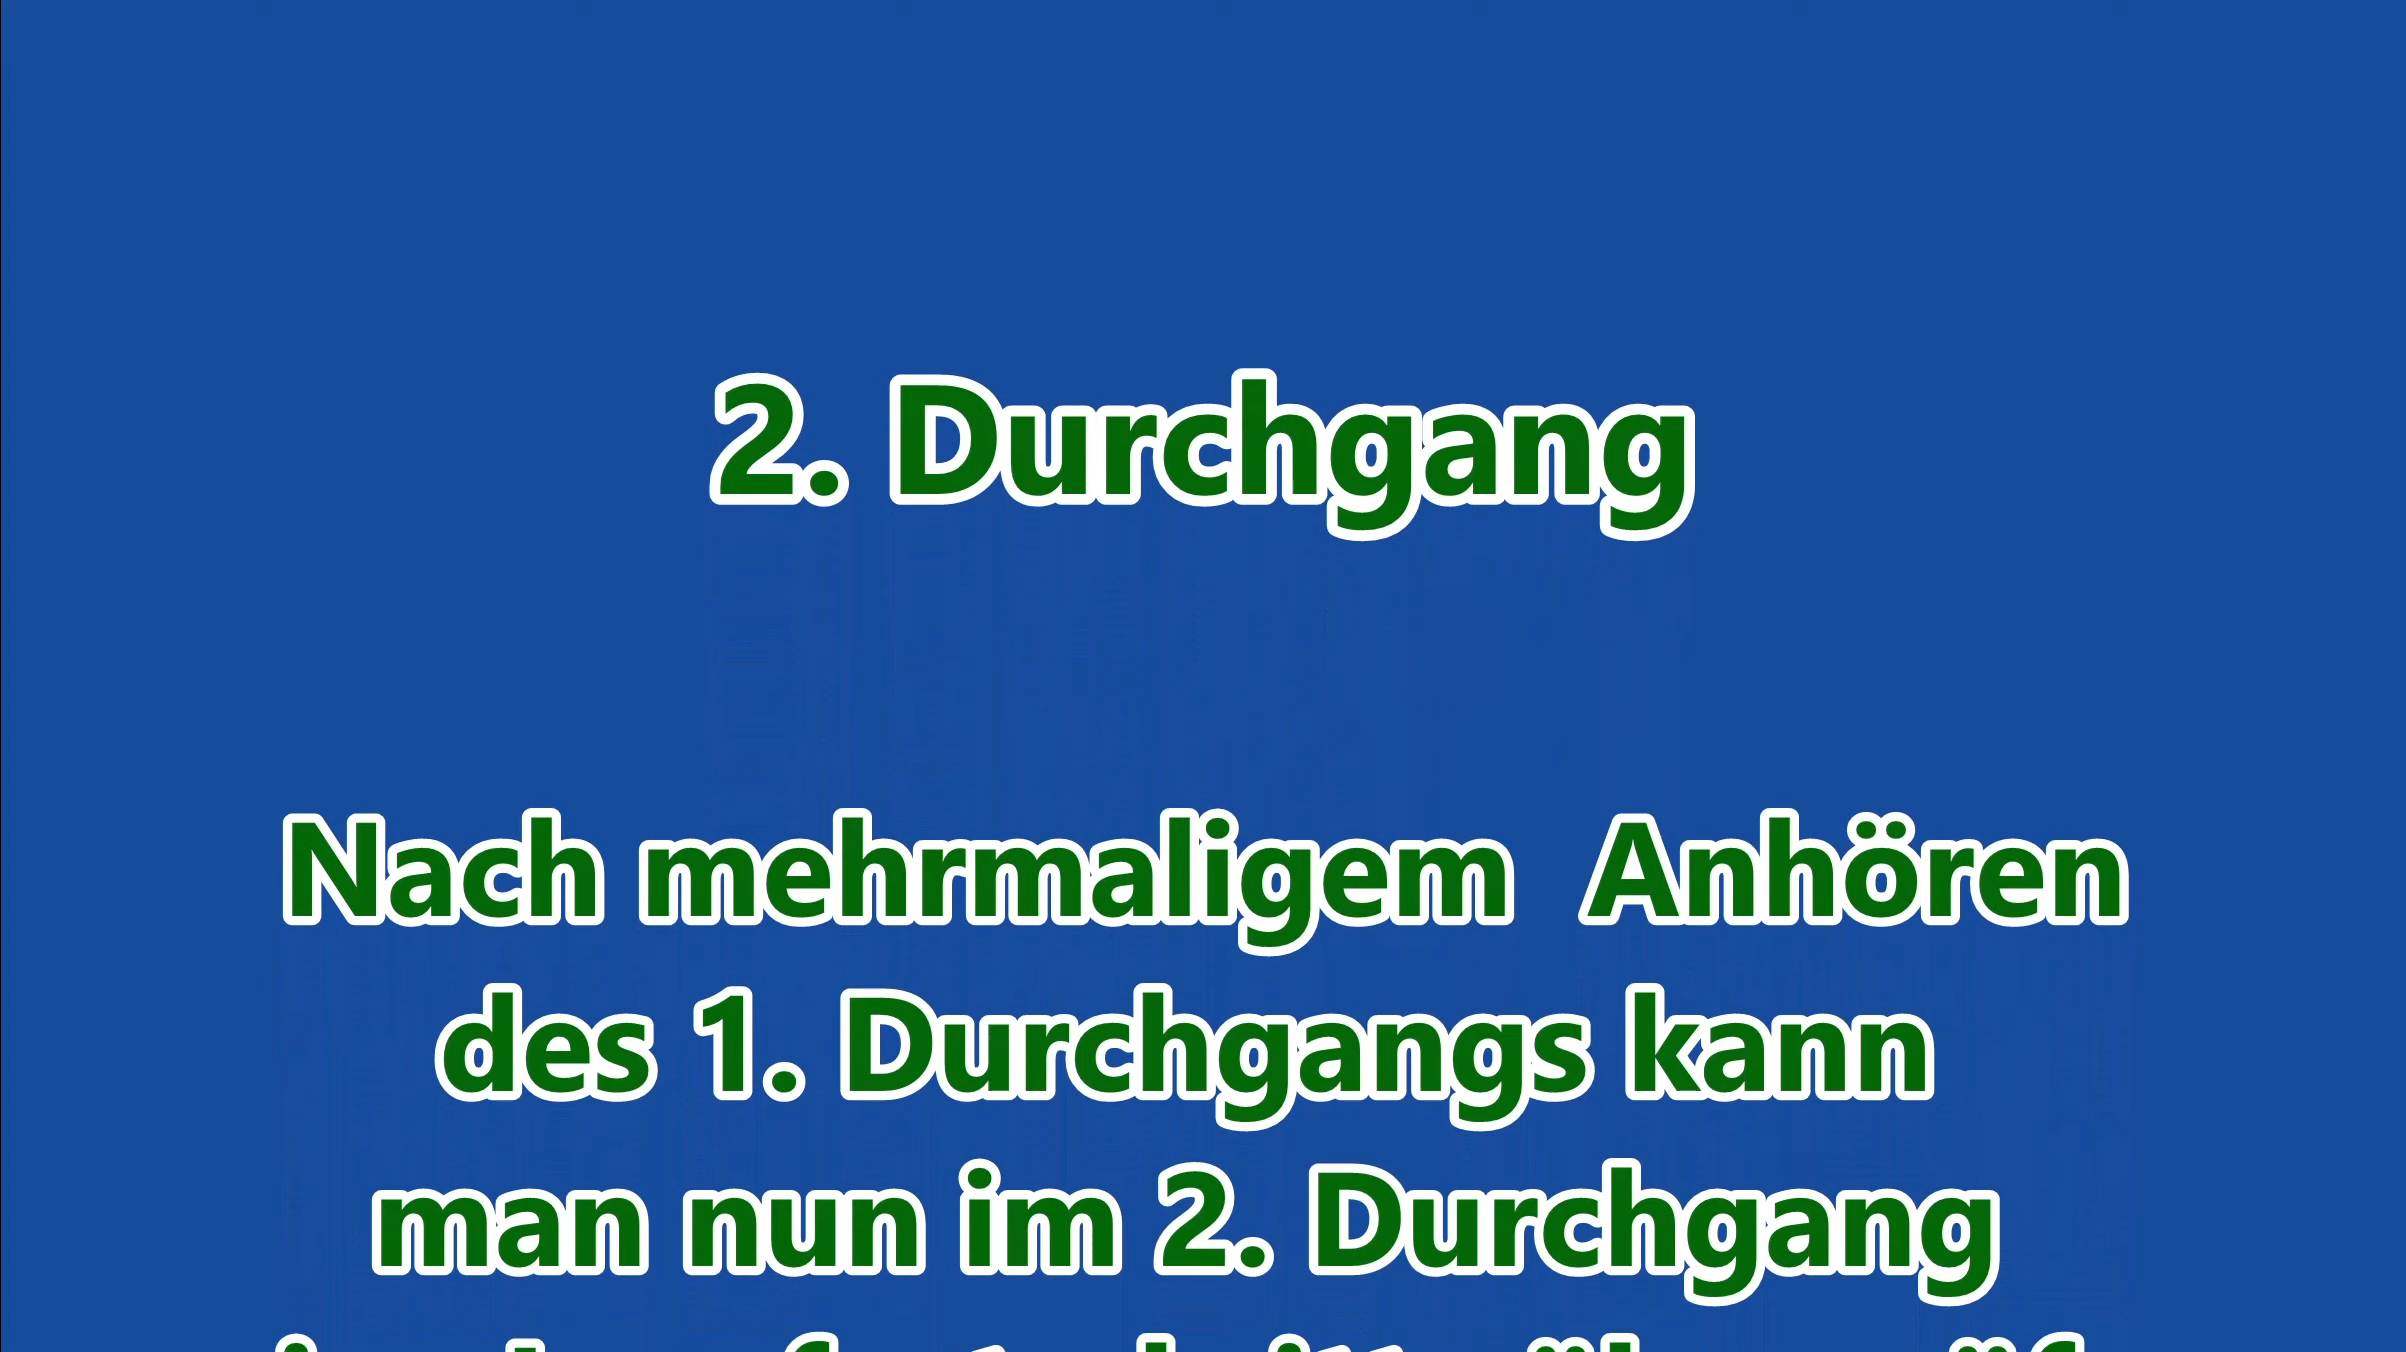 2. Durchgang
Nach mehrmaligem  Anhören
des 1. Durchgangs kann
man nun im 2. Durchgang